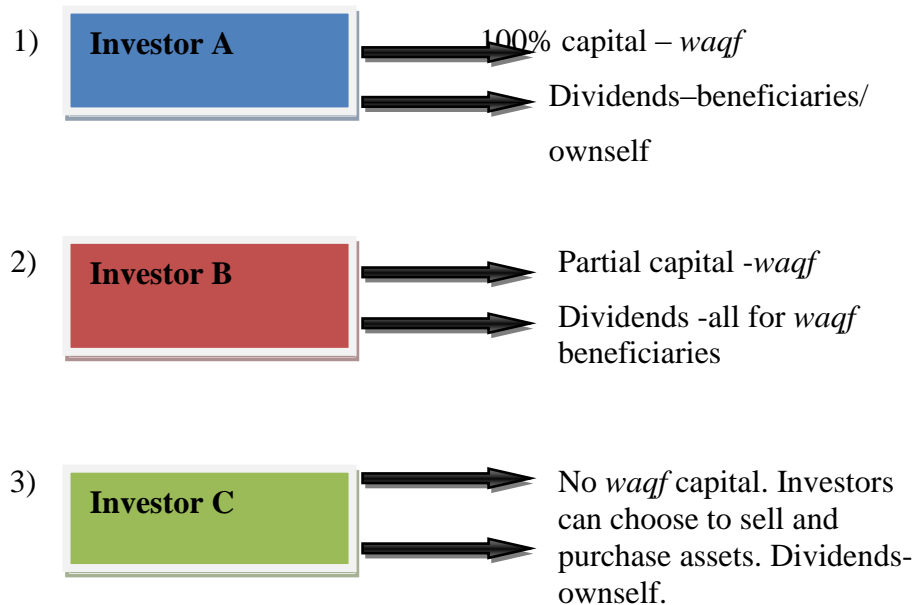 1) Investor A 100% capital – waqf
Dividends–beneficiaries/
ownself
2) Investor B Partial capital -waqf
Dividends -all for waqf
beneficiaries
3) Investor C No waqf capital. Investors
can choose to sell and
purchase assets. Dividends-
ownself.